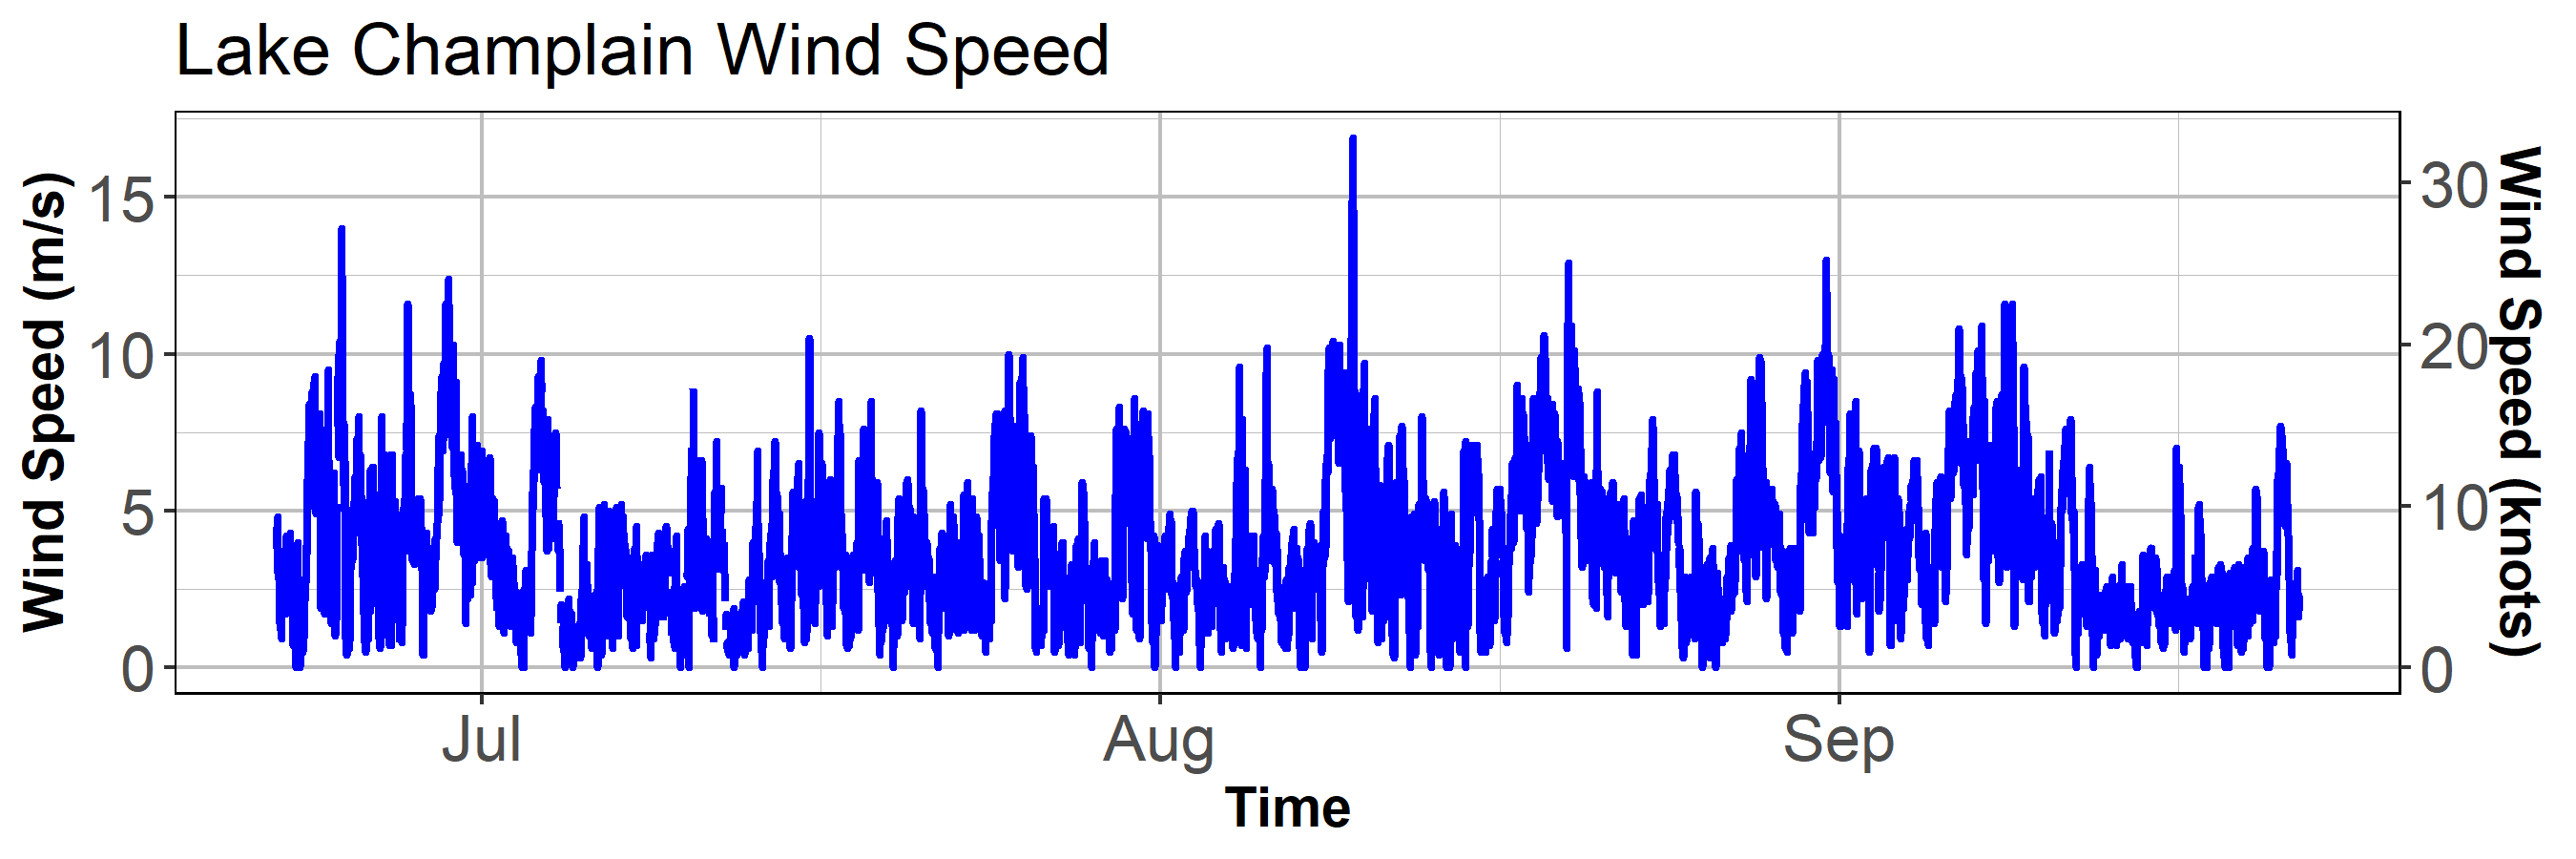 Lake Champlain Wind Speed
Wind Speed (m/s)
15
10
5
0
30
20
10
0
Wind Speed (knots)
Jul
Aug
Sep
Time